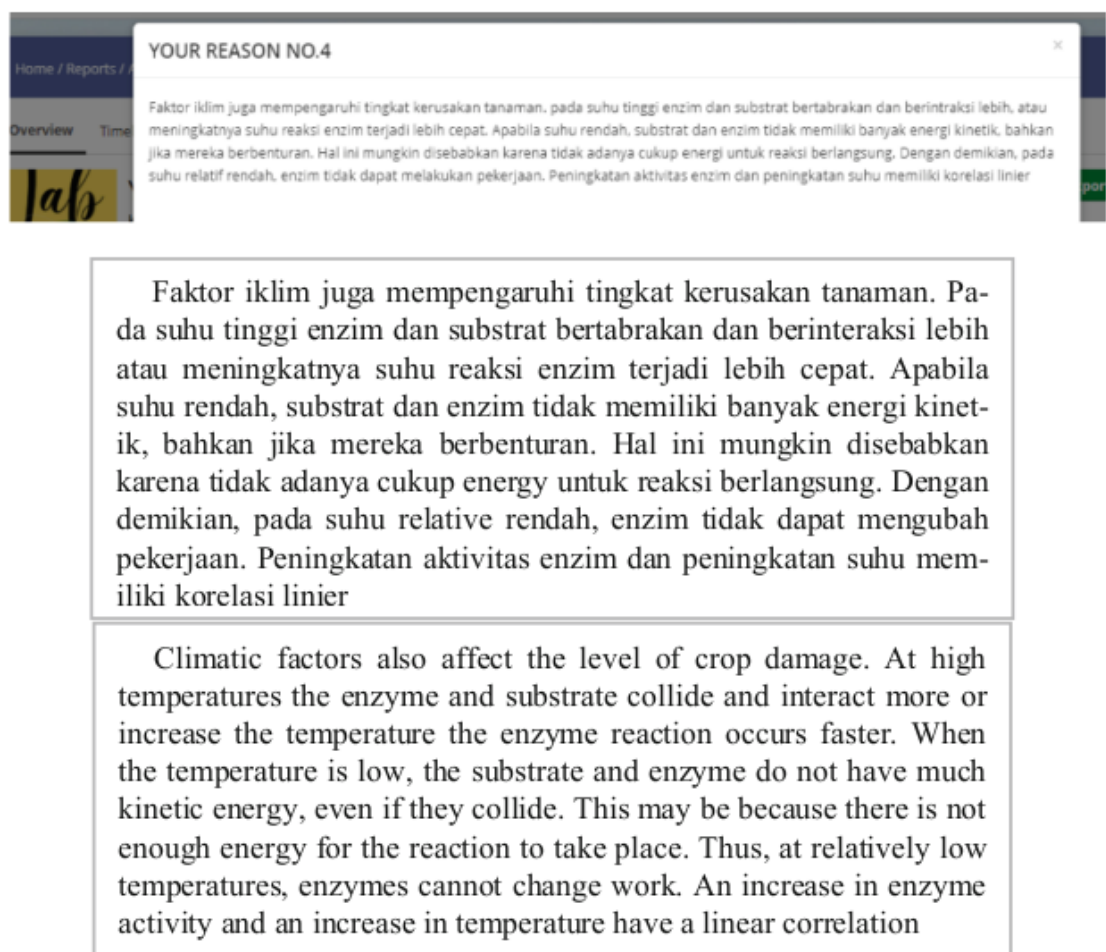 YOUR REASON NO.4
×
Home / Reports /
Overview Time
Faktor iklim juga mempengaruhi tingkat kerusakan tanaman. pada suhu tinggi enzim dan substrat bertabrakan dan berintraksi lebih, atau
meningkatnya suhu reaksi enzim terjadi lebih cepat. Apabila suhu rendah, substrat dan enzim tidak memiliki banyak energi kinetik, bahkan
jika mereka berbenturan. Hal ini mungkin disebabkan karena tidak adanya cukup energi untuk reaksi berlangsung. Dengan demikian, pada
suhu relatif rendah, enzim tidak dapat melakukan pekerjaan. Peningkatan aktivitas enzim dan peningkatan suhu memiliki korelasi linier
lab
Faktor iklim juga mempengaruhi tingkat kerusakan tanaman. Pa-
da suhu tinggi enzim dan substrat bertabrakan dan berinteraksi lebih
atau meningkatnya suhu reaksi enzim terjadi lebih cepat. Apabila
suhu rendah, substrat dan enzim tidak memiliki banyak energi kinet-
ik, bahkan jika mereka berbenturan. Hal ini mungkin disebabkan
karena tidak adanya cukup energy untuk reaksi berlangsung. Dengan
demikian, pada suhu relative rendah, enzim tidak dapat mengubah
pekerjaan. Peningkatan aktivitas enzim dan peningkatan suhu mem-
iliki korelasi linier
Climatic factors also affect the level of crop damage. At high
temperatures the enzyme and substrate collide and interact more or
increase the temperature the enzyme reaction occurs faster. When
the temperature is low, the substrate and enzyme do not have much
kinetic energy, even if they collide. This may be because there is not
enough energy for the reaction to take place. Thus, at relatively low
temperatures, enzymes cannot change work. An increase in enzyme
activity and an increase in temperature have a linear correlation